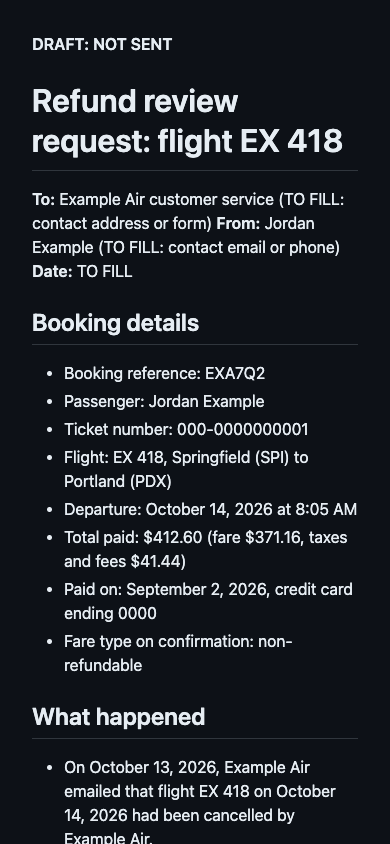 DRAFT: NOT SENT
Refund review
request: flight EX 418
To: Example Air customer service (TO FILL:
contact address or form) From: Jordan
Example (TO FILL: contact email or phone)
Date: TO FILL
Booking details
• Booking reference: EXA7Q2
• Passenger: Jordan Example
• Ticket number: 000-0000000001
• Flight: EX 418, Springfield (SPI) to
Portland (PDX)
• Departure: October 14, 2026 at 8:05 AM
• Total paid: $412.60 (fare $371.16, taxes
and fees $41.44)
• Paid on: September 2, 2026, credit card
ending 0000
• Fare type on confirmation: non-
refundable
What happened
• On October 13, 2026, Example Air
emailed that flight EX 418 on October
14, 2026 had been cancelled by
Example Air.